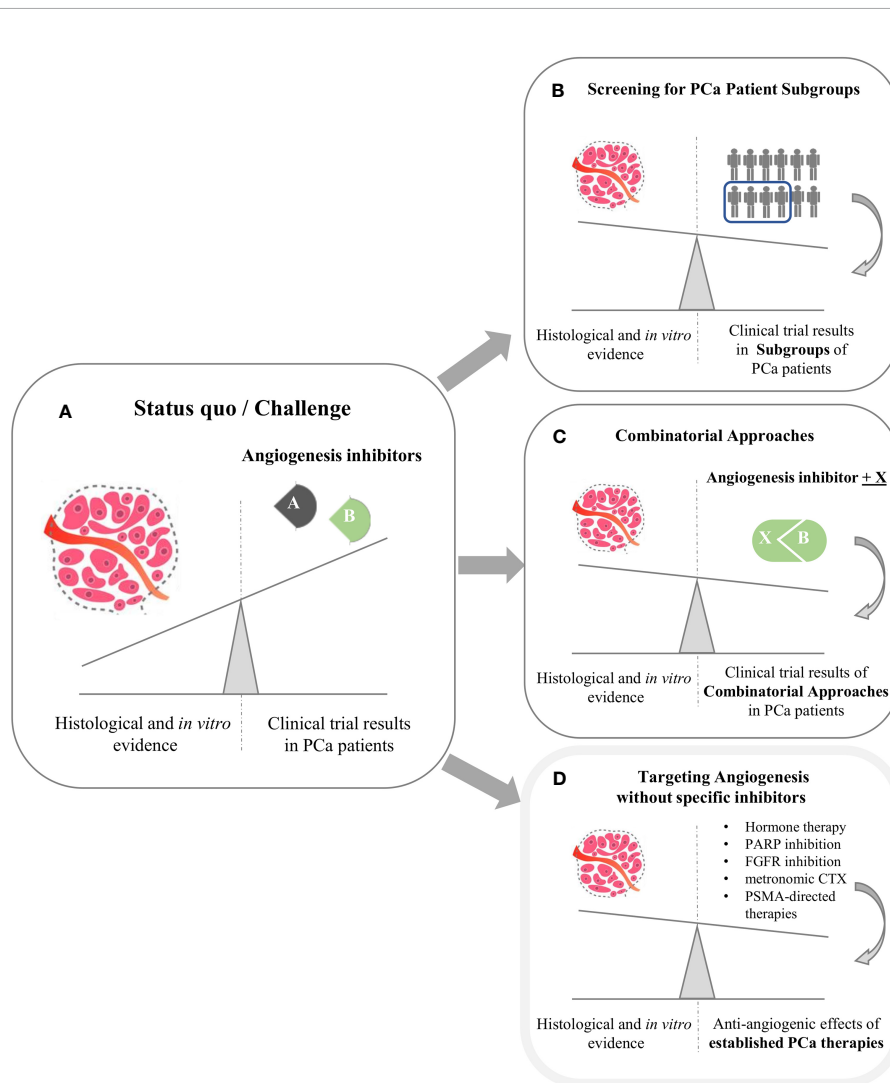 A Status quo / Challenge
Angiogenesis inhibitors
A
B
Histological and in vitro
evidence
Clinical trial results
in PCa patients
B Screening for PCa Patient Subgroups
Histological and in vitro
evidence
Clinical trial results
in Subgroups of
PCa patients
C Combinatorial Approaches
Angiogenesis inhibitor + X
X B
Histological and in vitro
evidence
Clinical trial results of
Combinatorial Approaches
in PCa patients
D Targeting Angiogenesis
without specific inhibitors
• Hormone therapy
• PARP inhibition
• FGFR inhibition
• metronomic CTX
• PSMA-directed
therapies
Histological and in vitro
evidence
Anti-angiogenic effects of
established PCa therapies